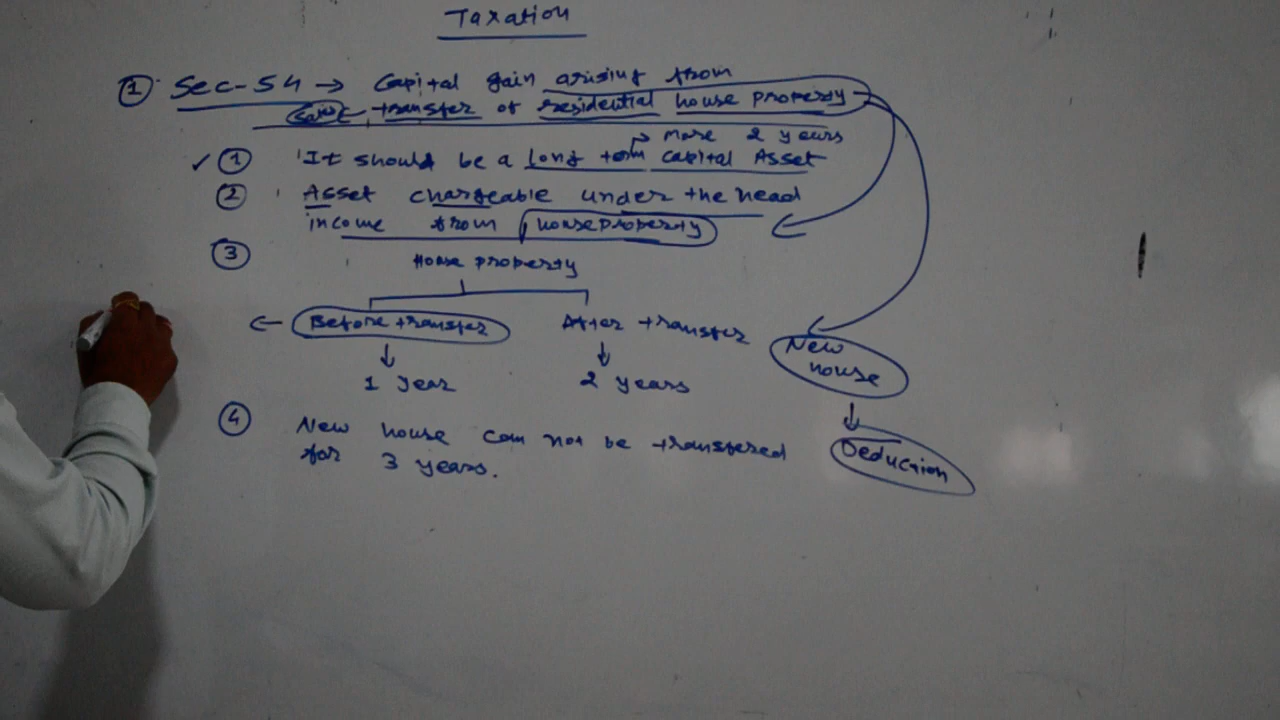 Taxation
① Sec-54 → Capital gain arising from
← transfer of residential house property
→ More 2 years
✓ ① It should be a long term capital Asset
② Asset chargeable under the head
income from house property
③ House property
← Before transfer After transfer
New house
1 year 2 years
④ New house can not be transfered
for 3 years.
Deduction